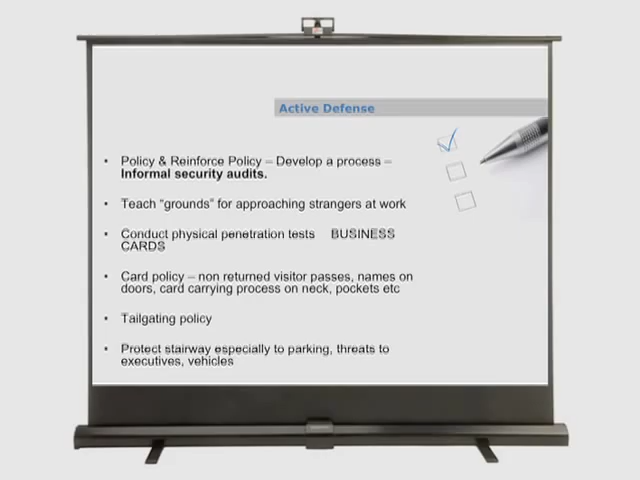 Active Defense
• Policy & Reinforce Policy – Develop a process –
Informal security audits.
• Teach “grounds” for approaching strangers at work
• Conduct physical penetration tests BUSINESS
CARDS
• Card policy – non returned visitor passes, names on
doors, card carrying process on neck, pockets etc
• Tailgating policy
• Protect stairway especially to parking, threats to
executives, vehicles